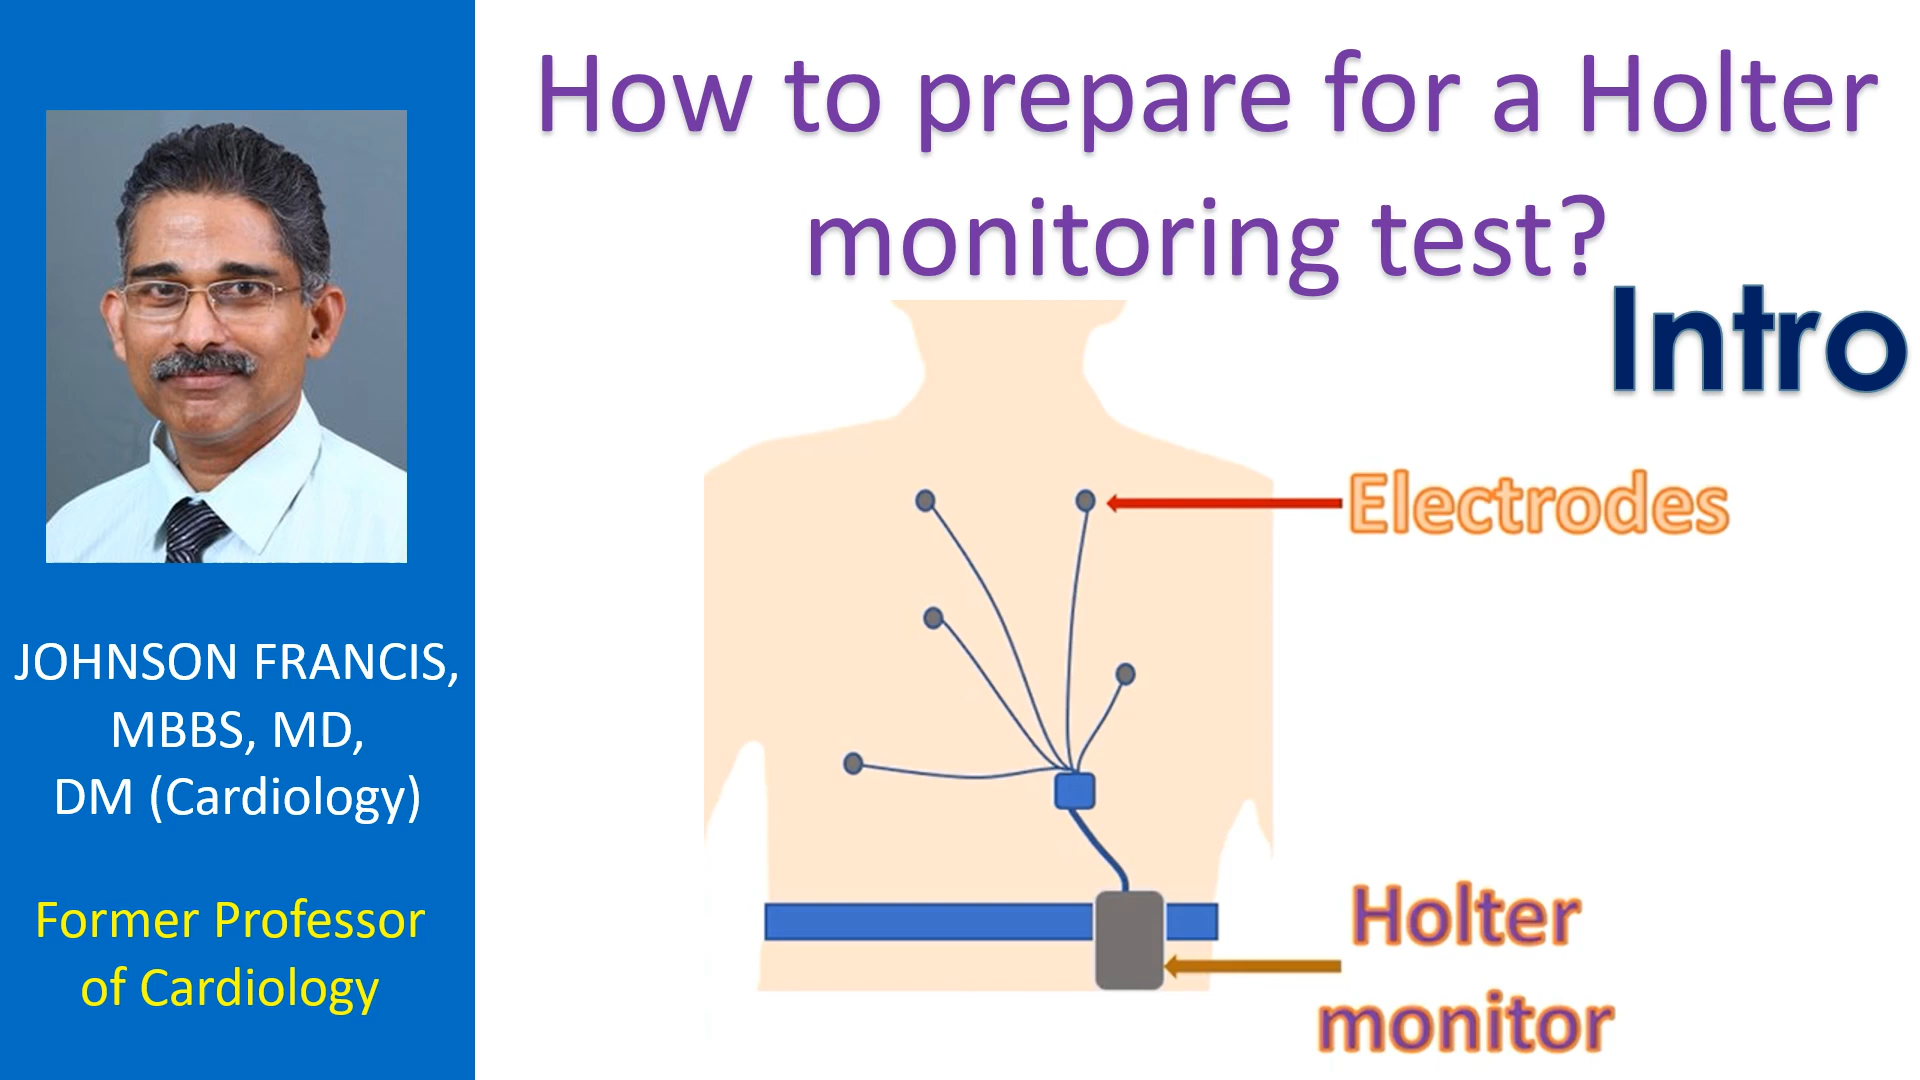 How to prepare for a Holter
monitoring test?
Intro
Electrodes
Holter
monitor
JOHNSON FRANCIS,
MBBS, MD,
DM (Cardiology)
Former Professor
of Cardiology